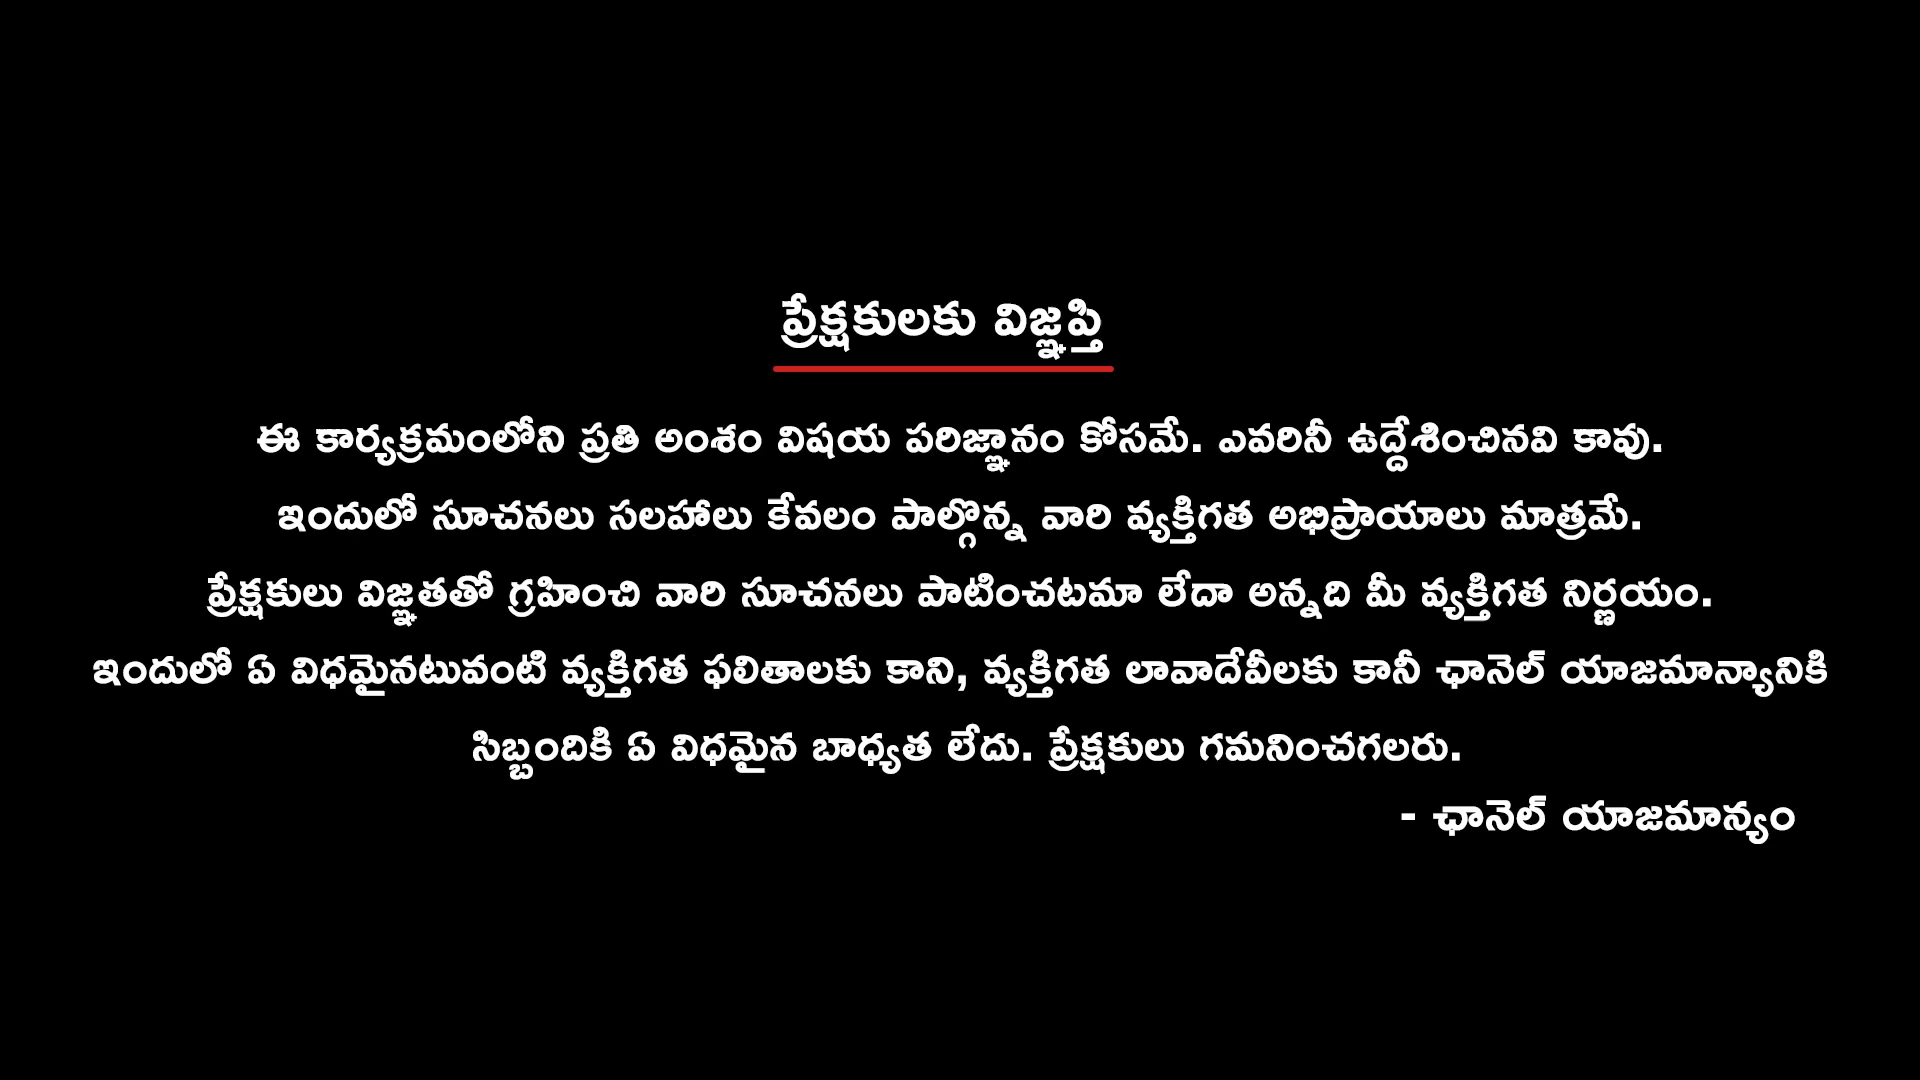 ప్రేక్షకులకు విజ్ఞప్తి
ఈ కార్యక్రమంలోని ప్రతి అంశం విషయ పరిజ్ఞానం కోసమే. ఎవరినీ ఉద్దేశించినవి కావు.
ఇందులో సూచనలు సలహాలు కేవలం పాల్గొన్న వారి వ్యక్తిగత అభిప్రాయాలు మాత్రమే.
ప్రేక్షకులు విజ్ఞతతో గ్రహించి వారి సూచనలు పాటించటమా లేదా అన్నది మీ వ్యక్తిగత నిర్ణయం.
ఇందులో ఏ విధమైనటువంటి వ్యక్తిగత ఫలితాలకు కాని, వ్యక్తిగత లావాదేవీలకు కానీ ఛానెల్ యాజమాన్యానికి
సిబ్బందికి ఏ విధమైన బాధ్యత లేదు. ప్రేక్షకులు గమనించగలరు.
- ఛానెల్ యాజమాన్యం